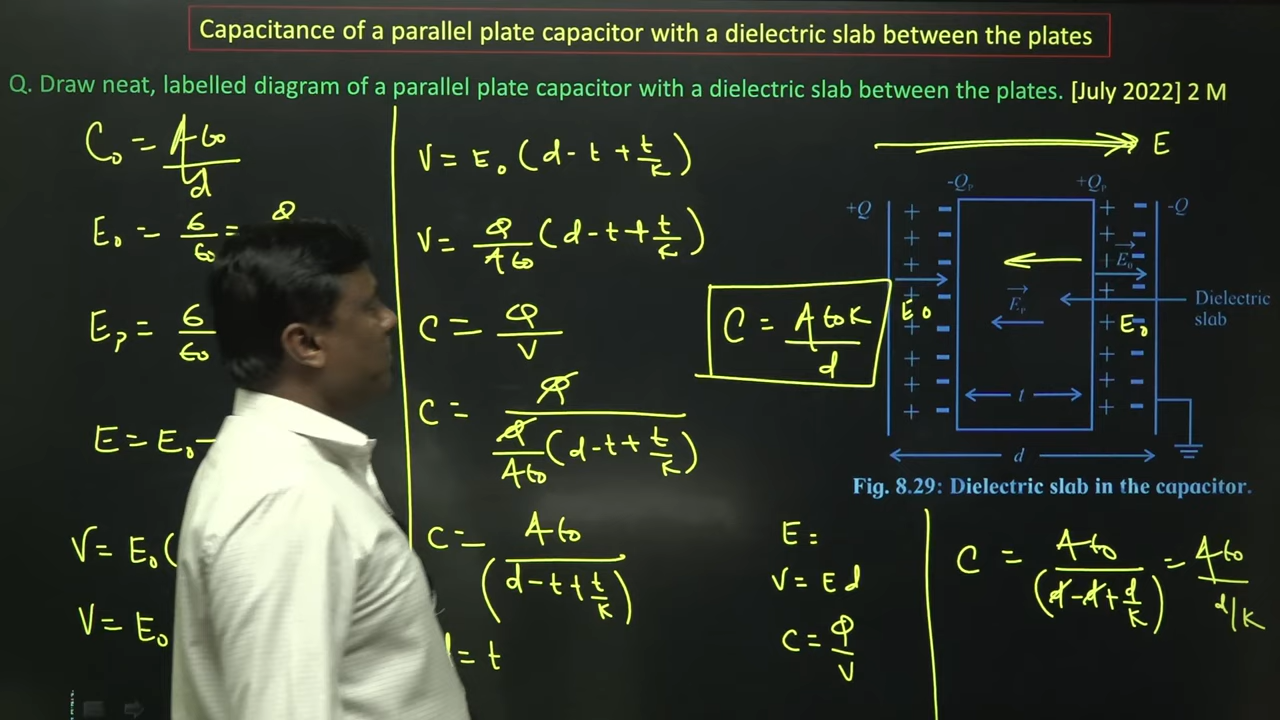 Capacitance of a parallel plate capacitor with a dielectric slab between the plates
Q. Draw neat, labelled diagram of a parallel plate capacitor with a dielectric slab between the plates. [July 2022] 2 M
C₀ = Aε₀/d
E₀ = σ/ε₀ = Q
Eₚ = σ/ε₀
E = E₀ -
V = E₀(
V = E₀
V = E₀ (d - t + t/k)
V = Q/Aε₀ (d - t + t/k)
C = Q/V
C = Q / Q/Aε₀ (d - t + t/k)
C = Aε₀/(d - t + t/k)
= t
C = Aε₀k/d
E
-Qₚ +Qₚ
+Q -Q
E₀
E₀
Eₚ
E₀
Dielectric
slab
t
d
Fig. 8.29: Dielectric slab in the capacitor.
E =
V = Ed
C = Q/V
C = Aε₀/(d - d + d/k) = Aε₀/d/k